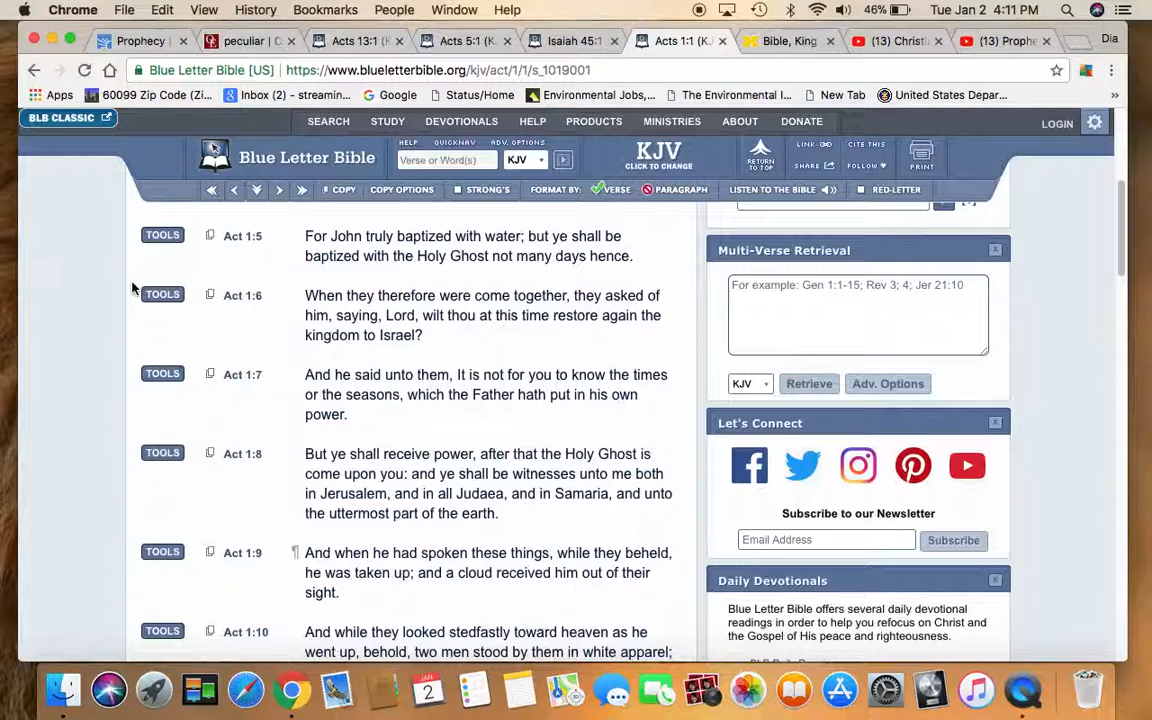 Chrome File Edit View History Bookmarks People Window Help 46% Tue Jan 2 4:11 PM
Prophecy peculiar | Acts 13:1 (K Acts 5:1 (K Isaiah 45:1 Acts 1:1 (KJ Bible, King (13) Christi (13) Prophe Dia
Blue Letter Bible [US] https://www.blueletterbible.org/kjv/act/1/1/s_1019001
Apps 60099 Zip Code (Zi... Inbox (2) - streamin... Google Status/Home Environmental Jobs,... The Environmental I... New Tab United States Depar...
BLB CLASSIC
SEARCH STUDY DEVOTIONALS HELP PRODUCTS MINISTRIES ABOUT DONATE LOGIN
HELP QUICKNAV ADV. OPTIONS
Blue Letter Bible
Verse or Word(s) KJV
KJV
CLICK TO CHANGE
RETURN TO TOP
LINK CITE THIS
SHARE FOLLOW PRINT
COPY COPY OPTIONS STRONG'S FORMAT BY: VERSE PARAGRAPH LISTEN TO THE BIBLE RED-LETTER
TOOLS Act 1:5 For John truly baptized with water; but ye shall be
baptized with the Holy Ghost not many days hence.
TOOLS Act 1:6 When they therefore were come together, they asked of
him, saying, Lord, wilt thou at this time restore again the
kingdom to Israel?
TOOLS Act 1:7 And he said unto them, It is not for you to know the times
or the seasons, which the Father hath put in his own
power.
TOOLS Act 1:8 But ye shall receive power, after that the Holy Ghost is
come upon you: and ye shall be witnesses unto me both
in Jerusalem, and in all Judaea, and in Samaria, and unto
the uttermost part of the earth.
TOOLS Act 1:9 ¶ And when he had spoken these things, while they beheld,
he was taken up; and a cloud received him out of their
sight.
TOOLS Act 1:10 And while they looked stedfastly toward heaven as he
went up, behold, two men stood by them in white apparel;
Multi-Verse Retrieval
For example: Gen 1:1-15; Rev 3; 4; Jer 21:10
KJV Retrieve Adv. Options
Let's Connect
Subscribe to our Newsletter
Email Address Subscribe
Daily Devotionals
Blue Letter Bible offers several daily devotional
readings in order to help you refocus on Christ and
the Gospel of His peace and righteousness.
JAN
2